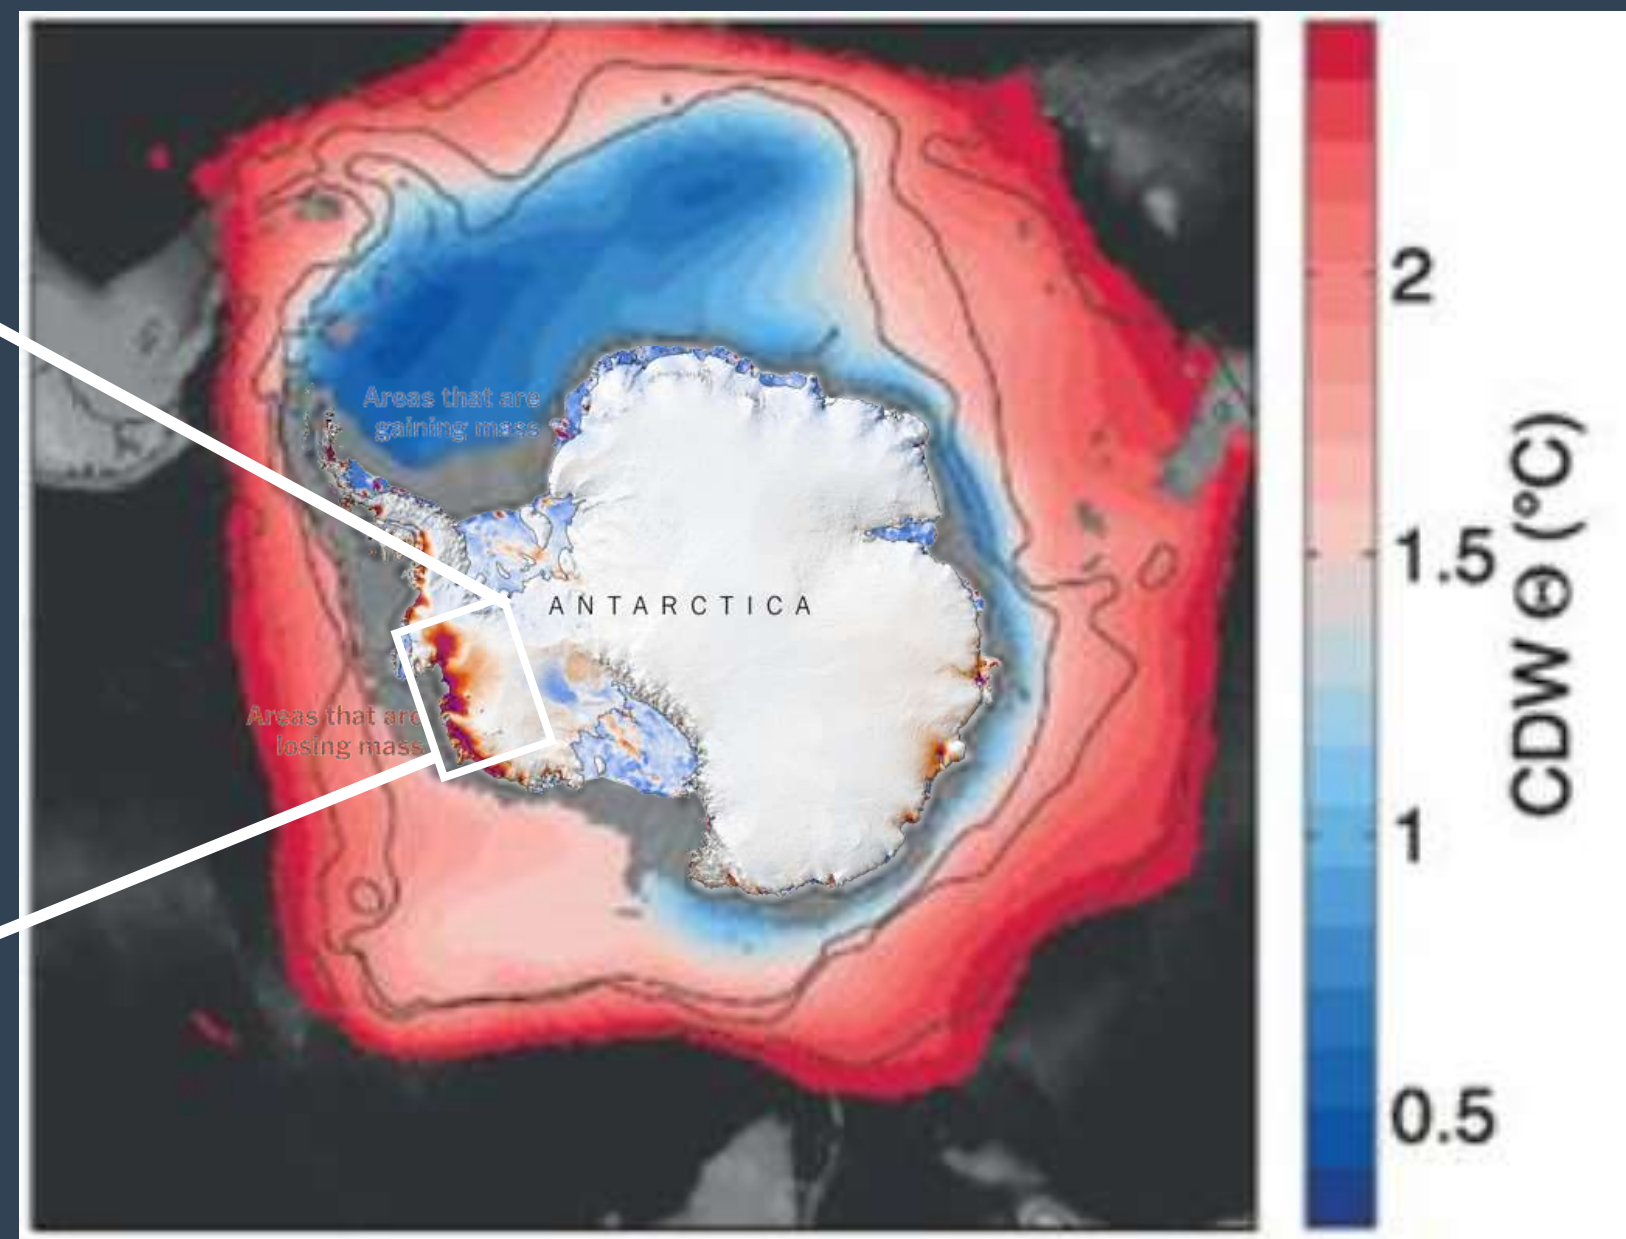 Areas that are
gaining mass
ANTARCTICA
Areas that are
losing mass
2
1.5
1
0.5
CDW Θ (°C)